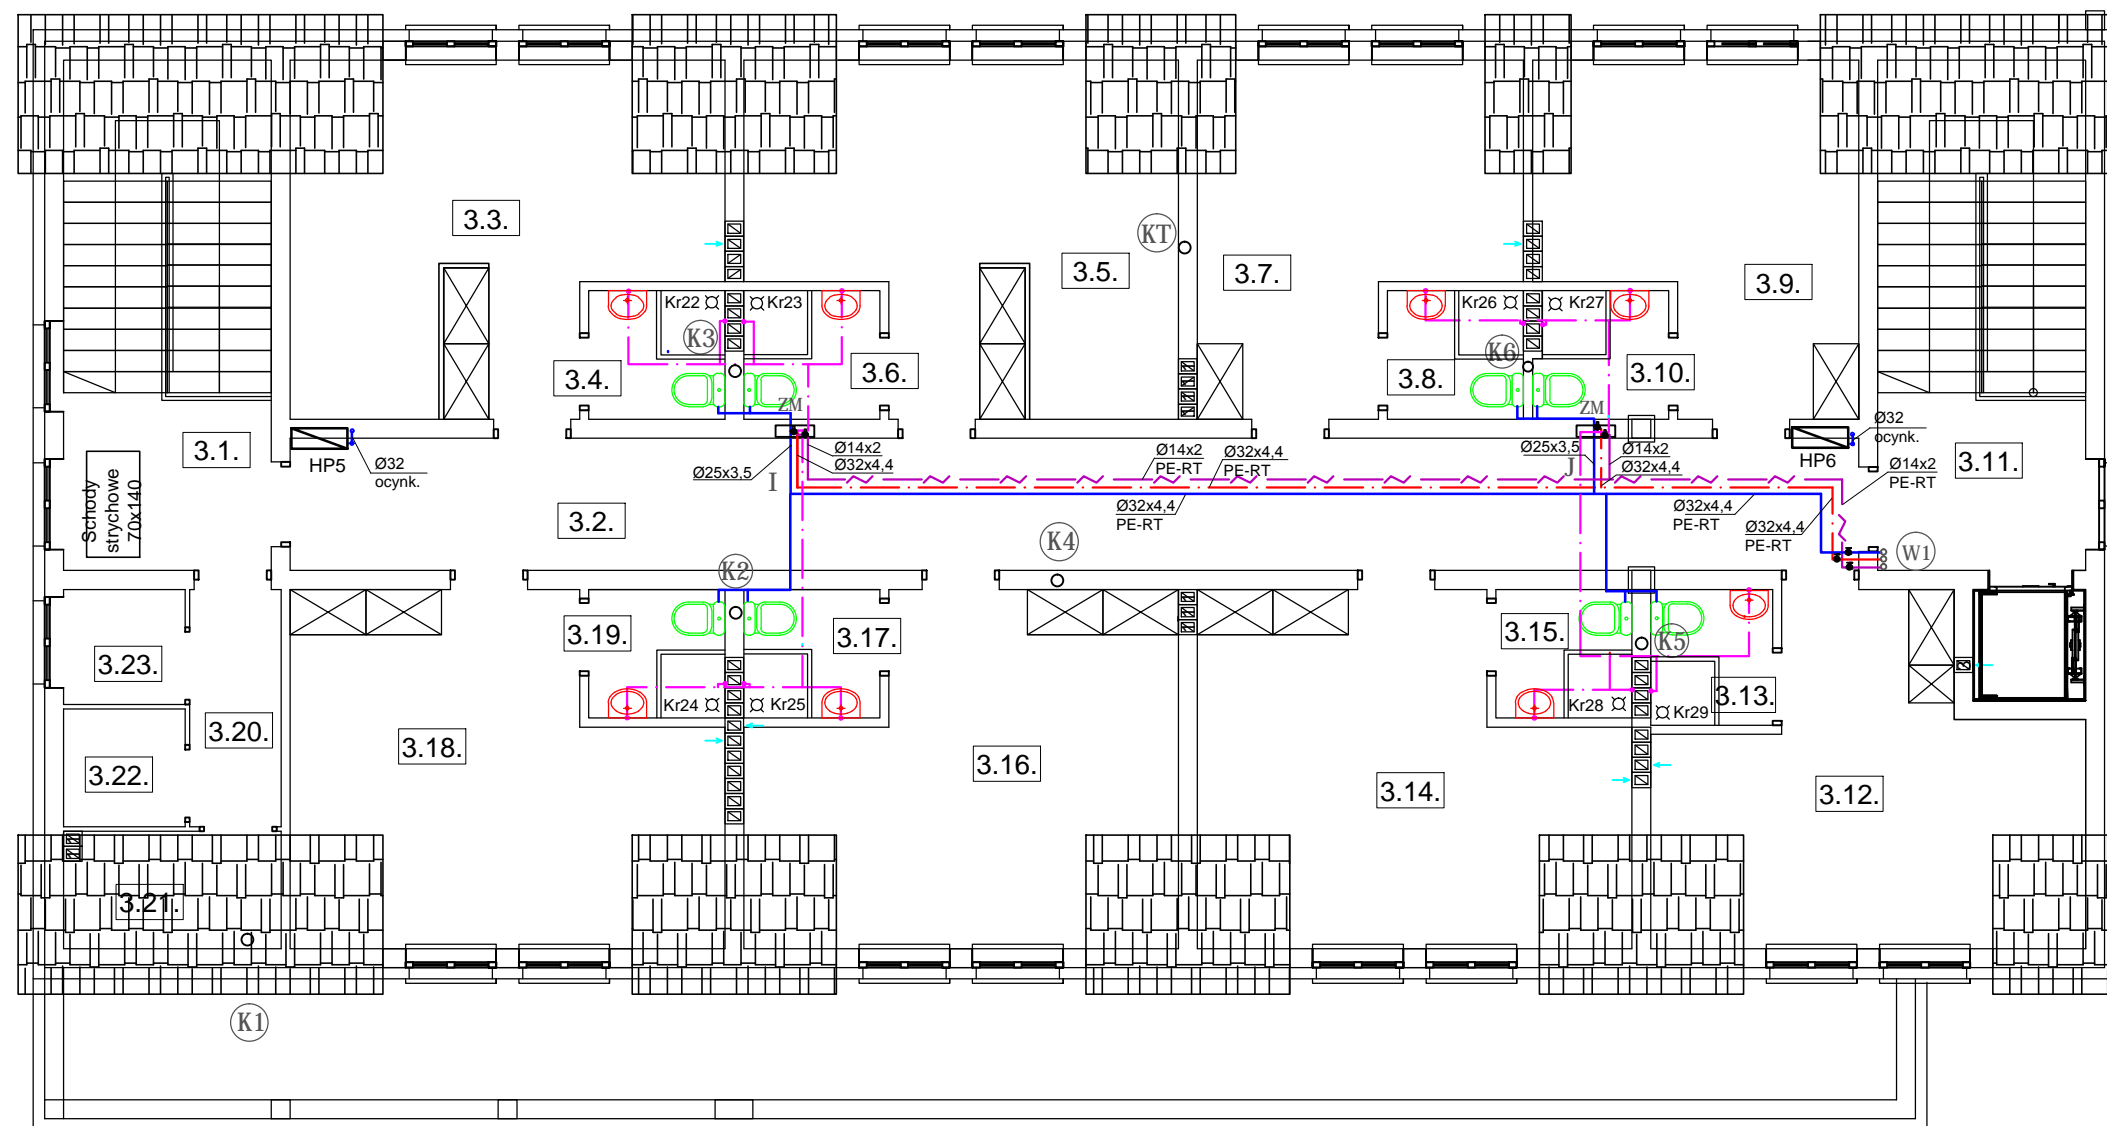 3.3.
KT
3.5.
3.7.
3.9.
Kr22
Kr23
Kr26
Kr27
K3
K6
3.4.
3.6.
3.8.
3.10.
ZM
ZM
3.1.
HP5
Ø32
ocynk.
Ø25x3,5
Ø14x2
Ø32x4,4
I
Ø14x2
PE-RT
Ø32x4,4
PE-RT
Ø25x3,5
J
Ø14x2
Ø32x4,4
HP6
Ø32
ocynk.
3.11.
Ø14x2
PE-RT
Schody
strychowe
70x140
3.2.
Ø32x4,4
PE-RT
Ø32x4,4
PE-RT
Ø32x4,4
PE-RT
K4
W1
K2
3.19.
3.17.
3.15.
K5
3.23.
Kr24
Kr25
Kr28
Kr29
3.13.
3.20.
3.18.
3.22.
3.16.
3.14.
3.12.
3.21.
K1